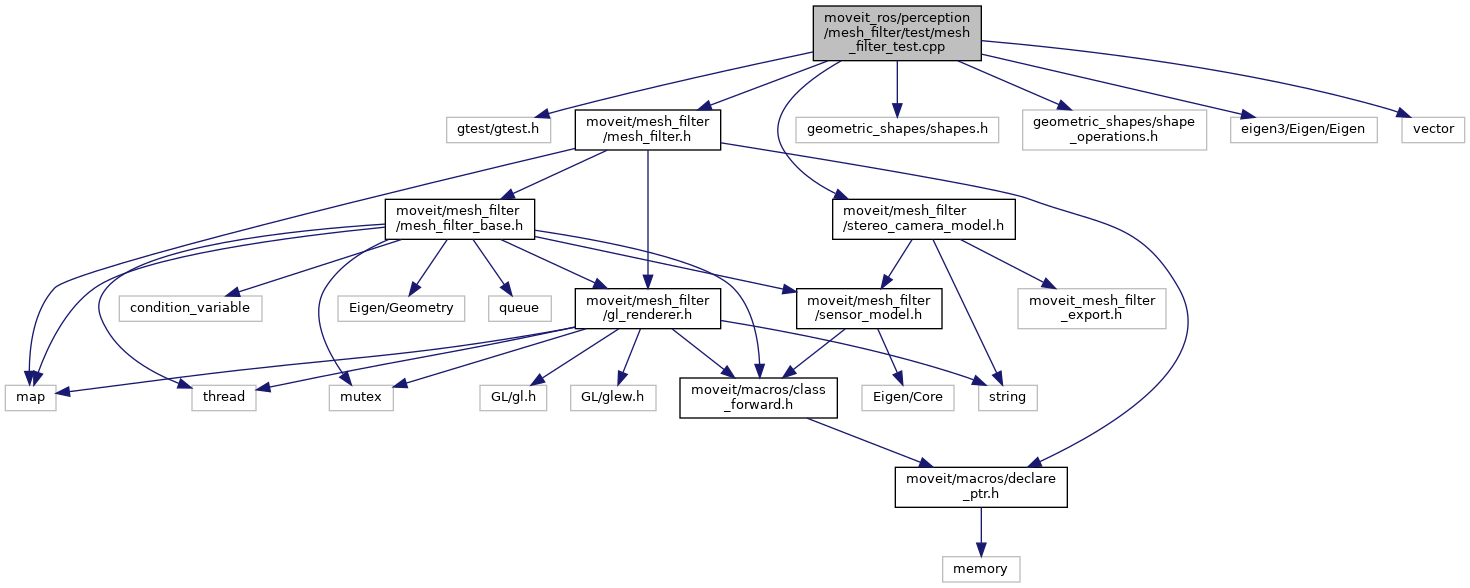 moveit_ros/perception
/mesh_filter/test/mesh
_filter_test.cpp
gtest/gtest.h
moveit/mesh_filter
/mesh_filter.h
geometric_shapes/shapes.h
geometric_shapes/shape
_operations.h
eigen3/Eigen/Eigen
vector
moveit/mesh_filter
/mesh_filter_base.h
moveit/mesh_filter
/stereo_camera_model.h
condition_variable
Eigen/Geometry
queue
moveit/mesh_filter
/gl_renderer.h
moveit/mesh_filter
/sensor_model.h
moveit_mesh_filter
_export.h
map
thread
mutex
GL/gl.h
GL/glew.h
moveit/macros/class
_forward.h
Eigen/Core
string
moveit/macros/declare
_ptr.h
memory